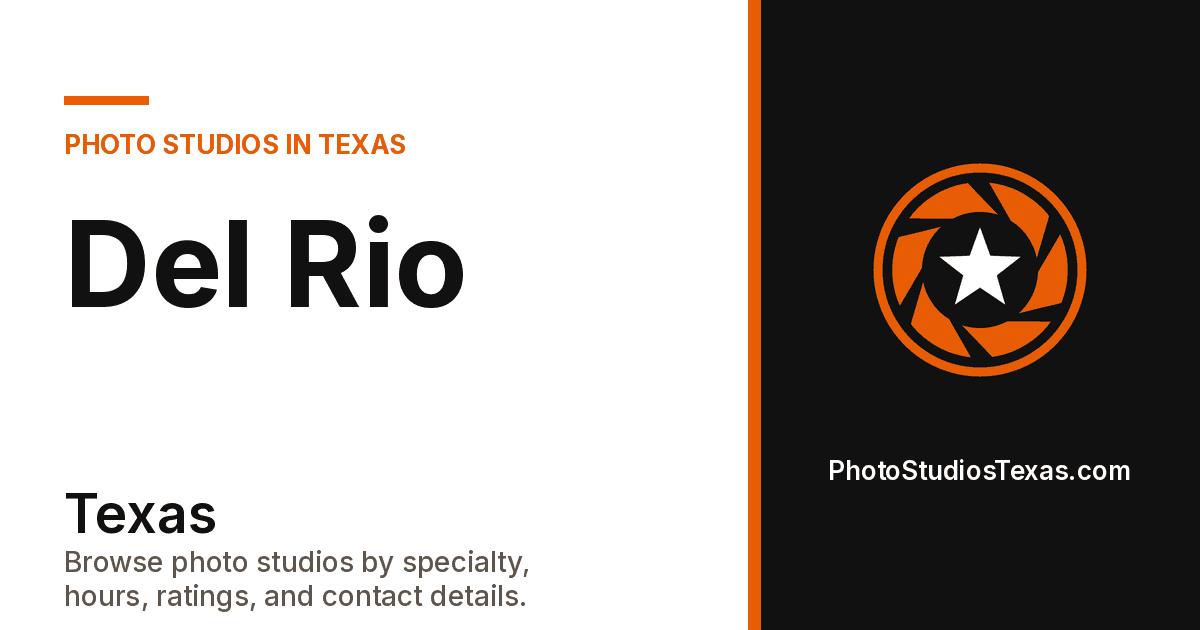 PHOTO STUDIOS IN TEXAS
Del Rio
Texas
Browse photo studios by specialty,
hours, ratings, and contact details.
PhotoStudiosTexas.com